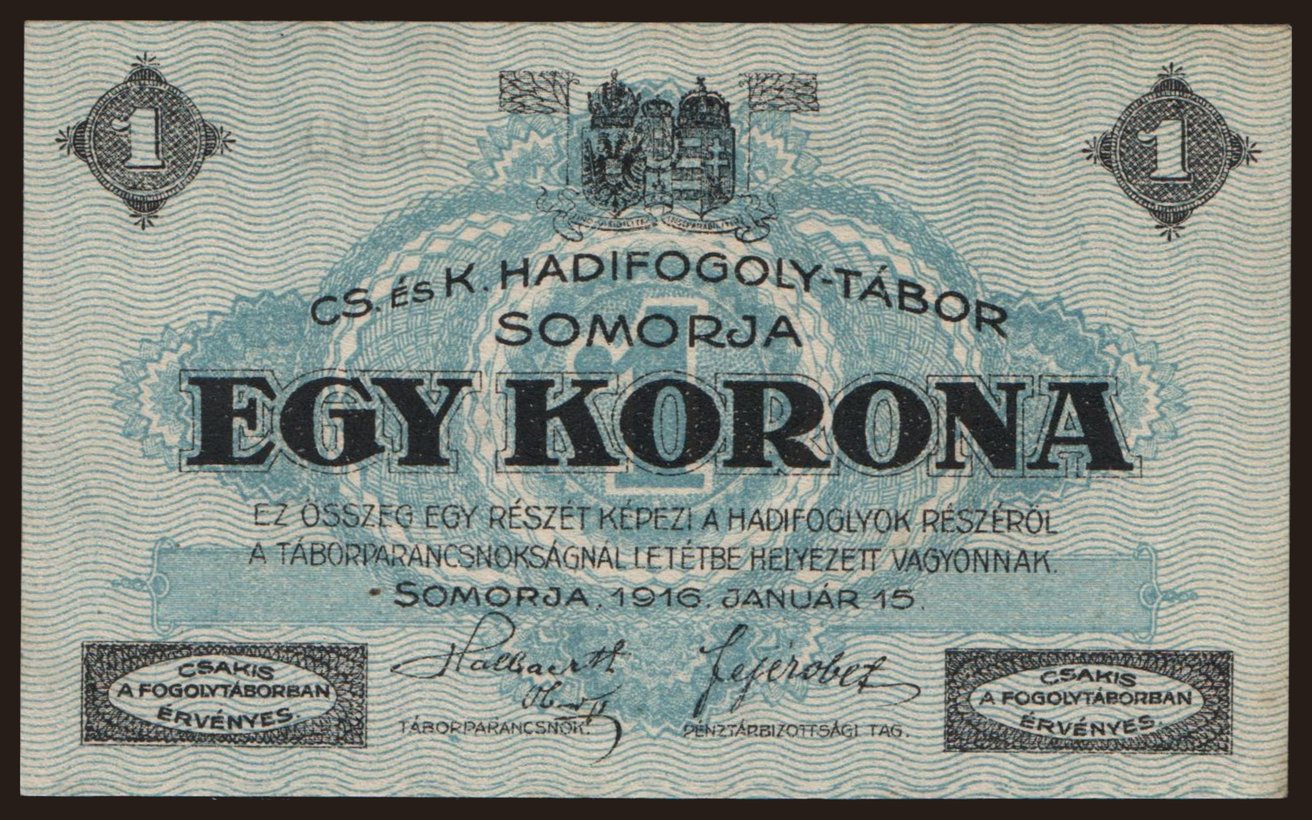 1
1
CS. ÉS K. HADIFOGOLY-TÁBOR
SOMORJA
EGY KORONA
1
EZ ÖSSZEG EGY RÉSZÉT KÉPEZI A HADIFOGLYOK RÉSZÉRŐL
A TÁBORPARANCSNOKSÁGNÁL LETÉTBE HELYEZETT VAGYONNAK.
SOMORJA, 1916. JANUÁR 15.
TÁBORPARANCSNOK.
PÉNZTÁRBIZOTTSÁGI TAG.
CSAKIS
A FOGOLYTÁBORBAN
ÉRVÉNYES.
CSAKIS
A FOGOLYTÁBORBAN
ÉRVÉNYES.